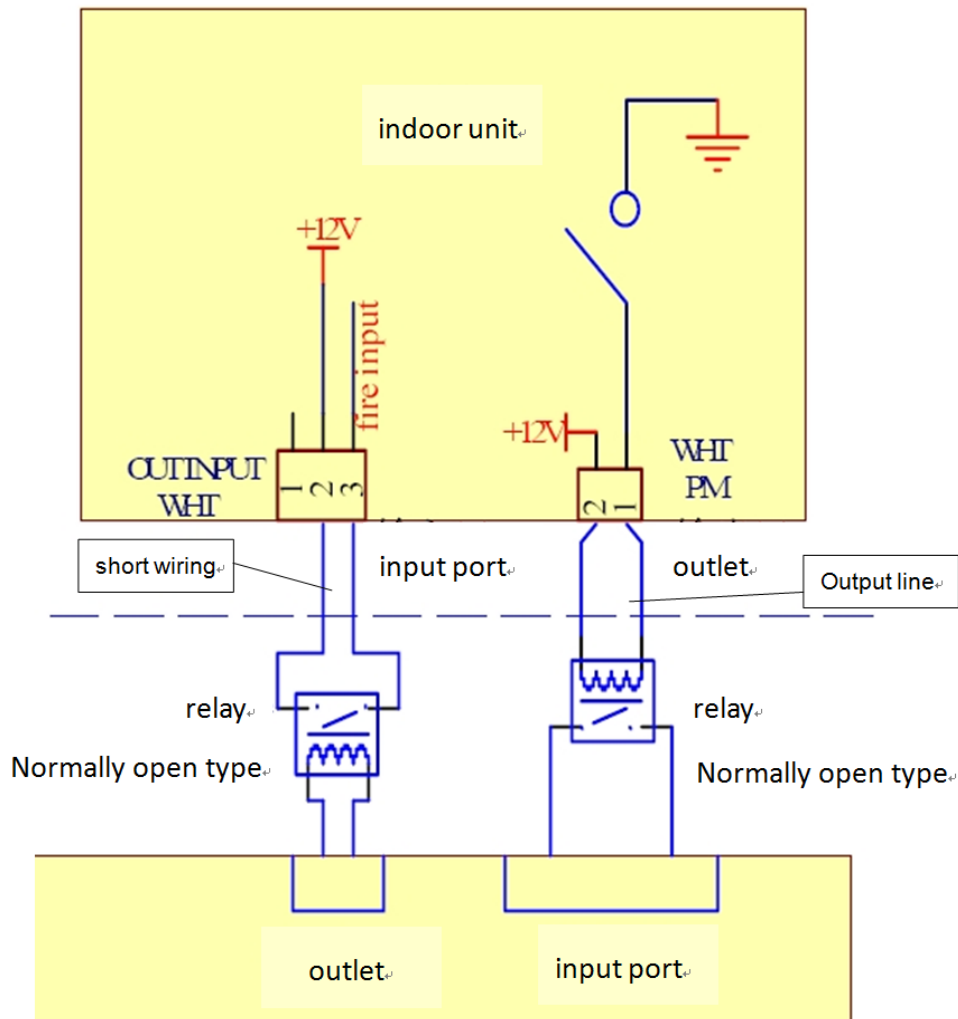 indoor unit
+12V
fire input
+12V
OUTINPUT
WHT
1
2
3
2
1
WHT
PM
short wiring
input port
outlet
Output line
relay
relay
Normally open type
Normally open type
outlet
input port